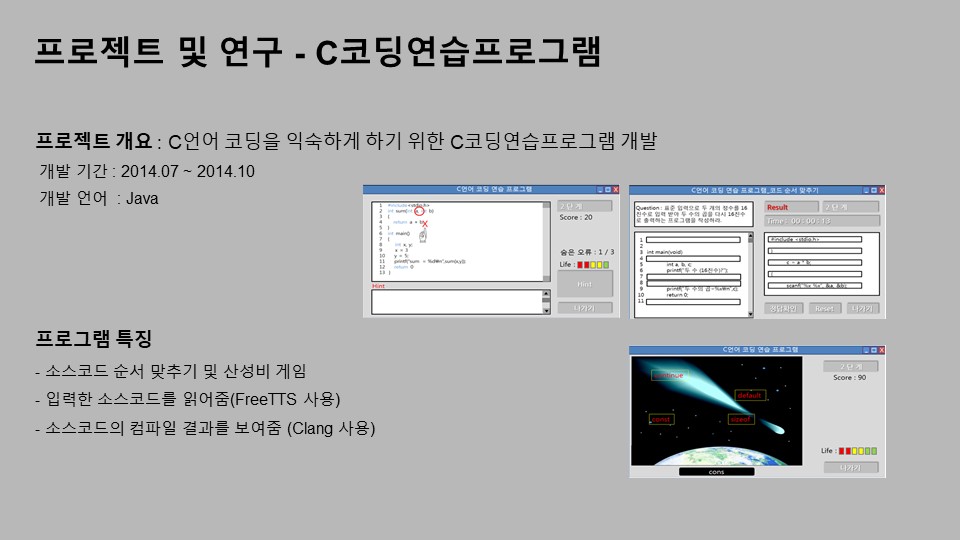 프로젝트 및 연구 - C코딩연습프로그램
프로젝트 개요 : C언어 코딩을 익숙하게 하기 위한 C코딩연습프로그램 개발
개발 기간 : 2014.07 ~ 2014.10
개발 언어 : Java
C언어 코딩 연습 프로그램
1 #include<stdio.h>
2 int sum(int a, b)
3 {
4 return a + b;
5 }
6 int main()
7 {
8 int x, y;
9 x = 3
10 y = 5;
11 printf("sum = %d\n",sum(x,y))
12 return 0
13 }
2 단계
Score : 20
숨은 오류 : 1 / 3
Life :
Hint
나가기
Hint
C언어 코딩 연습 프로그램_코드 순서 맞추기
Question : 표준 입력으로 두 개의 정수를 16
진수로 입력 받아 두 수의 곱을 다시 16진수
로 출력하는 프로그램을 작성하라.
Result
2 단계
Time : 00 : 00 : 13
1
2
3 int main(void)
4
5 int a, b, c;
6 printf("두 수 (16진수)/");
7
8
9 printf("두 수의 곱=%x\n",c);
10 return 0;
11
#include <stdio.h>
}
c = a * b;
{
scanf("%x %x", &a, &b);
정답확인
Reset
나가기
프로그램 특징
- 소스코드 순서 맞추기 및 산성비 게임
- 입력한 소스코드를 읽어줌(FreeTTS 사용)
- 소스코드의 컴파일 결과를 보여줌 (Clang 사용)
C언어 코딩 연습 프로그램
continue
default
const
sizeof
cons
2 단계
Score : 90
Life :
나가기